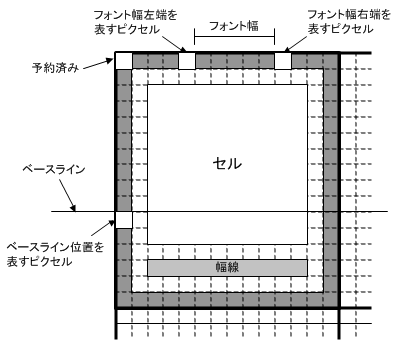 フォント幅左端を
表すピクセル
フォント幅
フォント幅右端を
表すピクセル
予約済み
セル
ベースライン
ベースライン位置を
表すピクセル
幅線